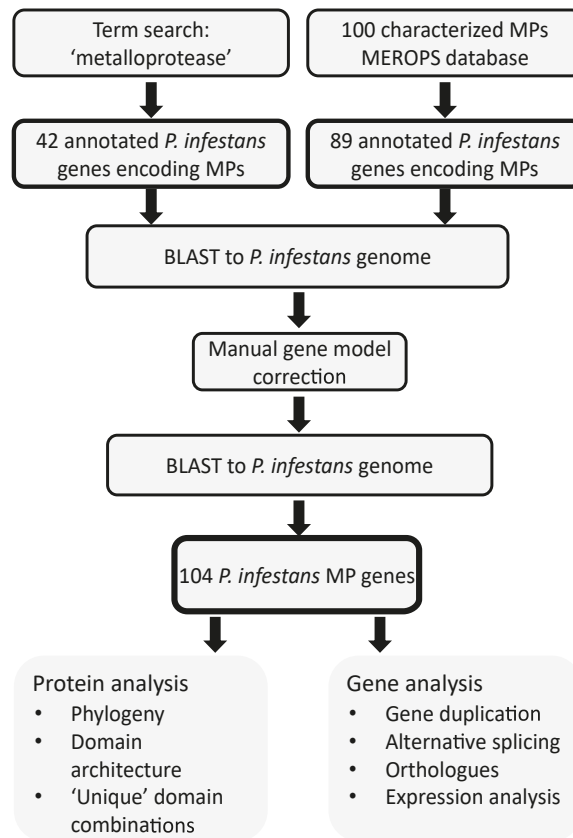 Term search:
‘metalloprotease’
100 characterized MPs
MEROPS database
42 annotated P. infestans
genes encoding MPs
89 annotated P. infestans
genes encoding MPs
BLAST to P. infestans genome
Manual gene model
correction
BLAST to P. infestans genome
104 P. infestans MP genes
Protein analysis
• Phylogeny
• Domain
architecture
• ‘Unique’ domain
combinations
Gene analysis
• Gene duplication
• Alternative splicing
• Orthologues
• Expression analysis